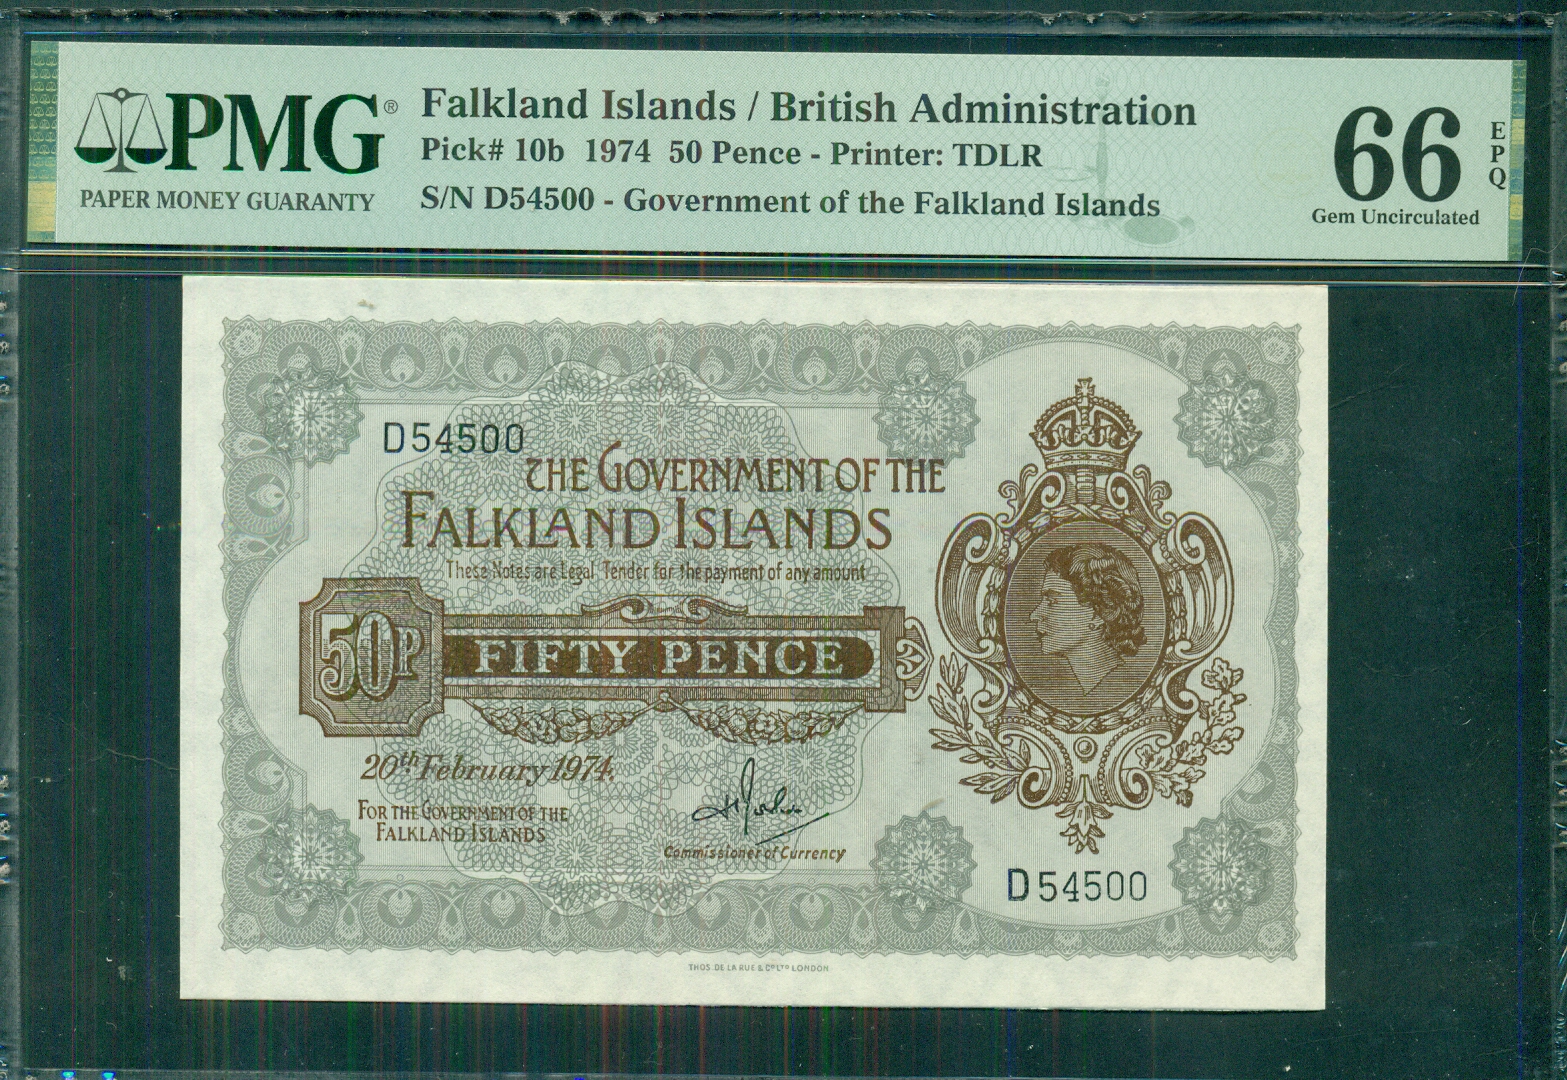 PMG®
PAPER MONEY GUARANTY
Falkland Islands / British Administration
Pick# 10b 1974 50 Pence - Printer: TDLR
S/N D54500 - Government of the Falkland Islands
66
EPQ
Gem Uncirculated
D54500
THE GOVERNMENT OF THE
FALKLAND ISLANDS
These Notes are Legal Tender for the payment of any amount
50P
FIFTY PENCE
20th February 1974.
FOR THE GOVERNMENT OF THE
FALKLAND ISLANDS
Commissioner of Currency
D54500
THOS. DE LA RUE & CO. LTD LONDON